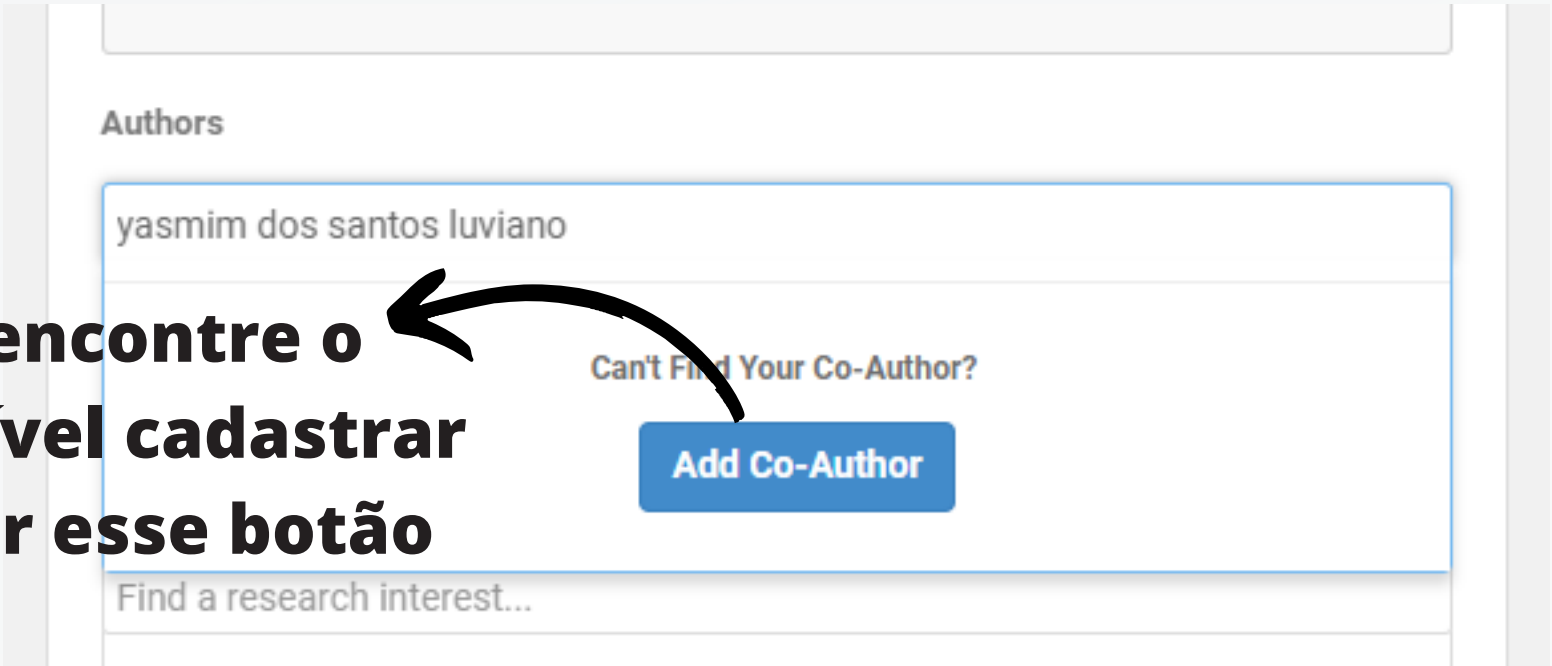 Authors
yasmim dos santos luviano
encontre o
Can't Find Your Co-Author?
vel cadastrar
Add Co-Author
r esse botão
Find a research interest...